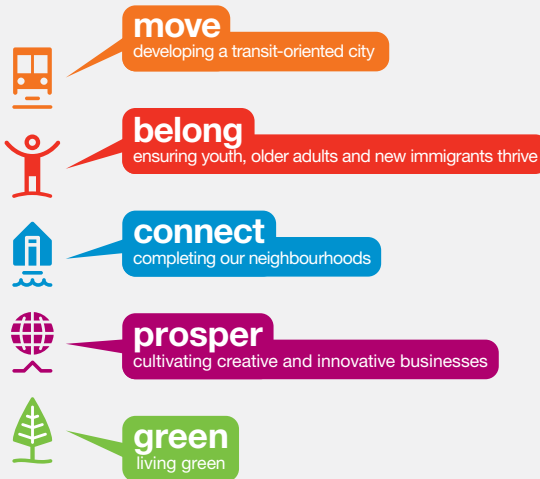 move
developing a transit-oriented city
belong
ensuring youth, older adults and new immigrants thrive
connect
completing our neighbourhoods
prosper
cultivating creative and innovative businesses
green
living green